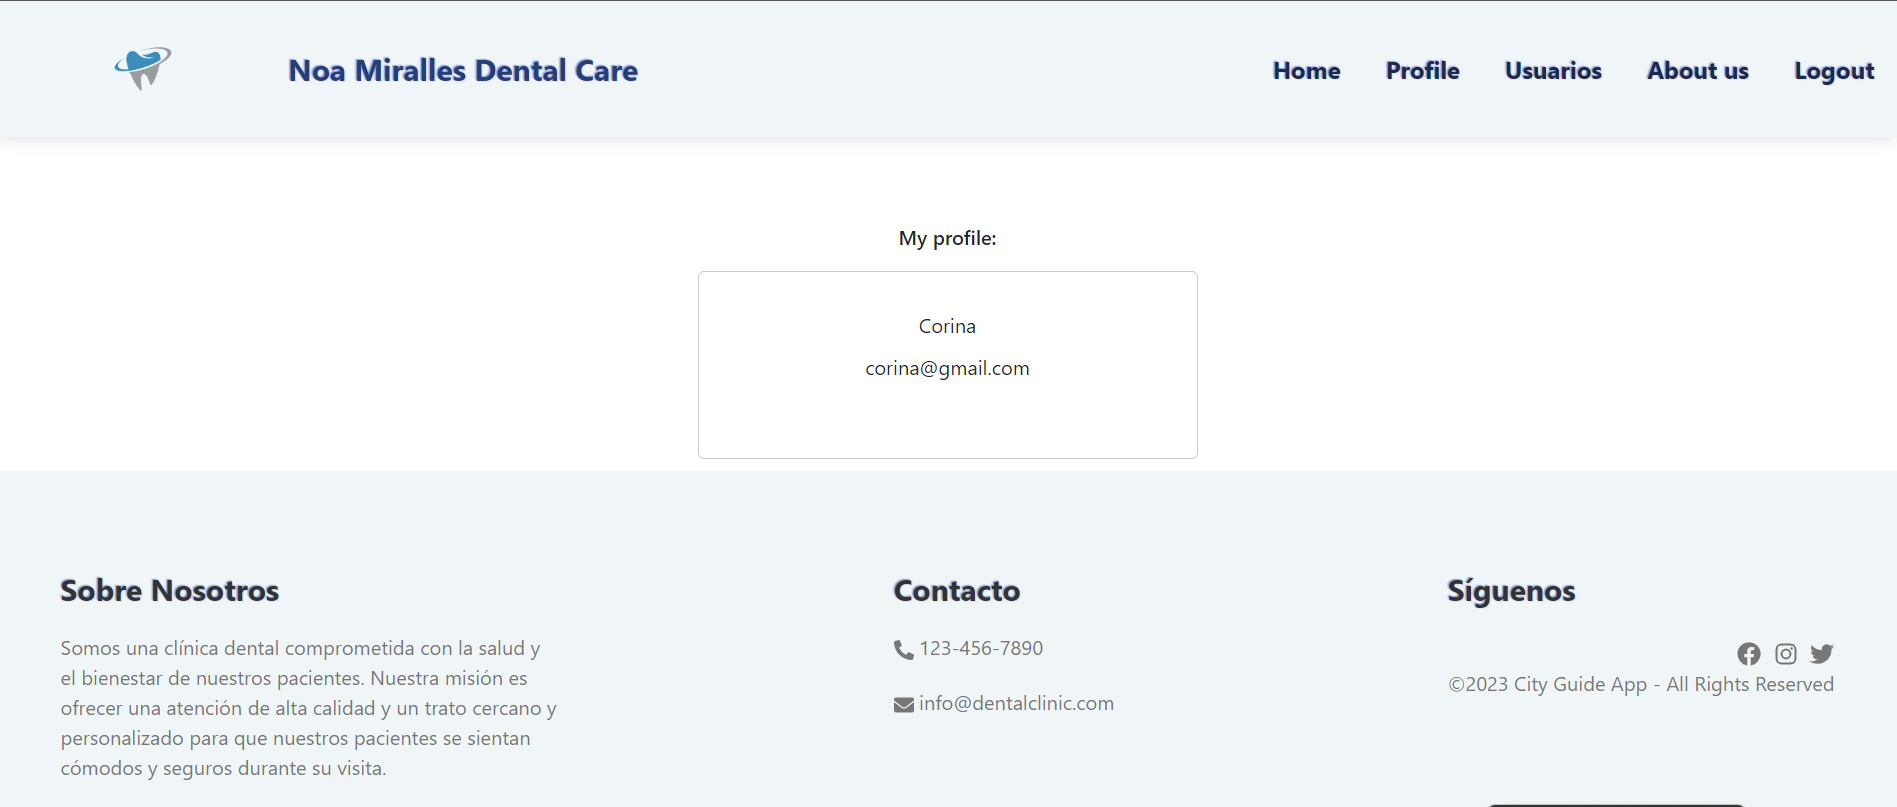 Noa Miralles Dental Care
Home Profile Usuarios About us Logout
My profile:
Corina
corina@gmail.com
Sobre Nosotros
Somos una clínica dental comprometida con la salud y
el bienestar de nuestros pacientes. Nuestra misión es
ofrecer una atención de alta calidad y un trato cercano y
personalizado para que nuestros pacientes se sientan
cómodos y seguros durante su visita.
Contacto
123-456-7890
info@dentalclinic.com
Síguenos
©2023 City Guide App - All Rights Reserved